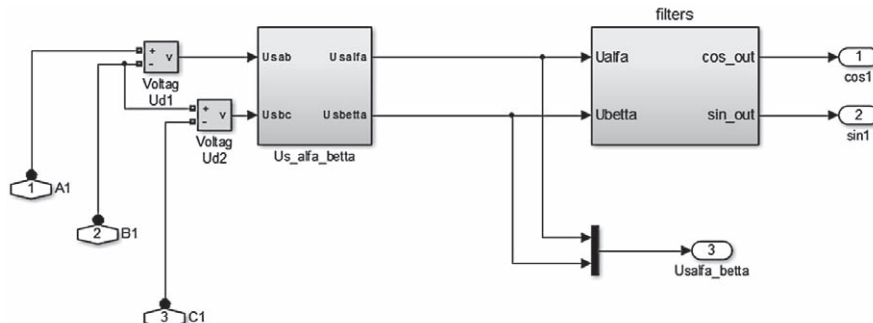 filters
+
-
v
Voltag
Ud1
+
-
v
Voltag
Ud2
Usab
Usalfa
Usbc
Usbetta
Us_alfa_betta
Ualfa
cos_out
Ubetta
sin_out
1
cos1
2
sin1
1
A1
2
B1
3
C1
3
Usalfa_betta